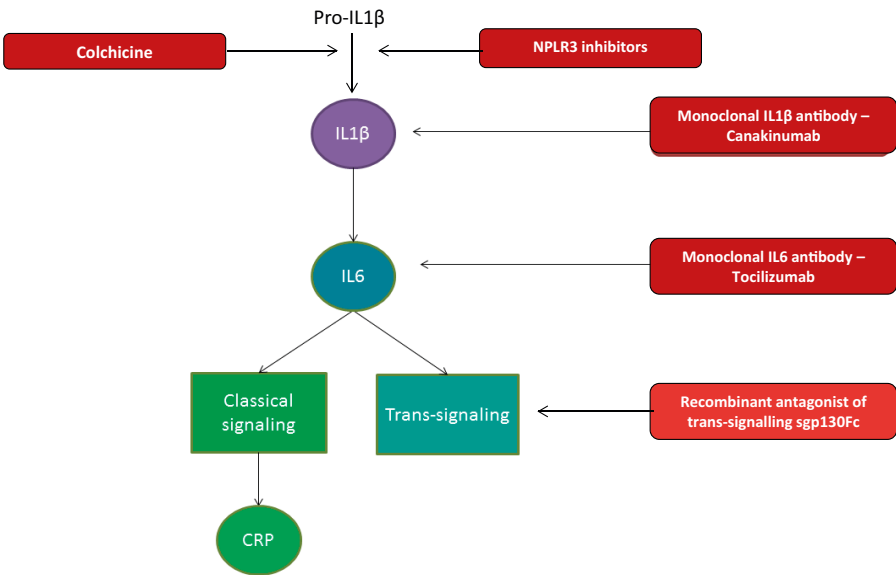 Pro-IL1β
Colchicine
NPLR3 inhibitors
IL1β
Monoclonal IL1β antibody –
Canakinumab
IL6
Monoclonal IL6 antibody –
Tocilizumab
Classical
signaling
Trans-signaling
Recombinant antagonist of
trans-signalling sgp130Fc
CRP